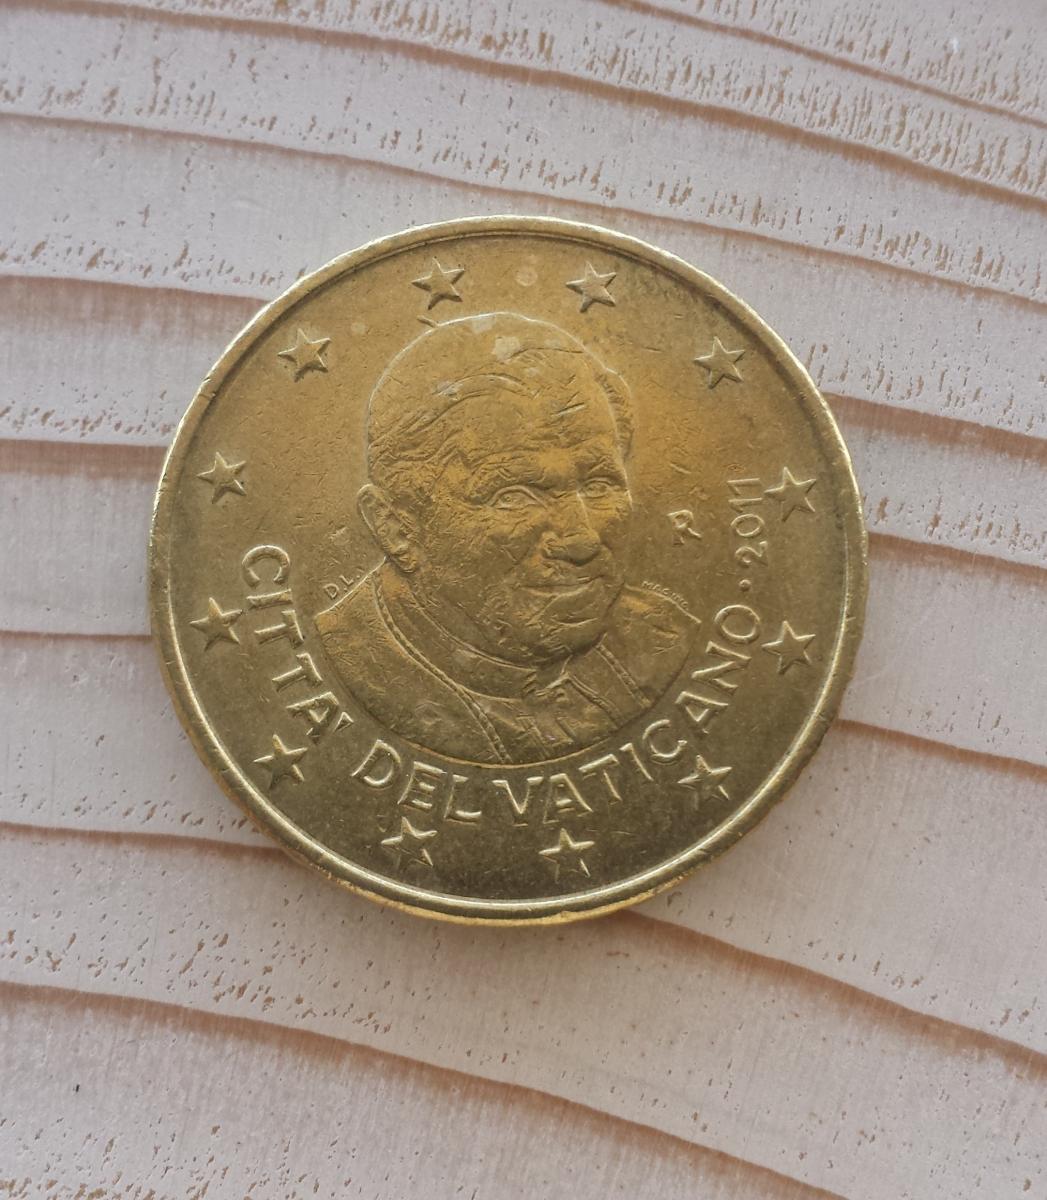 CITTA' DEL VATICANO · 2011
R
D.L.